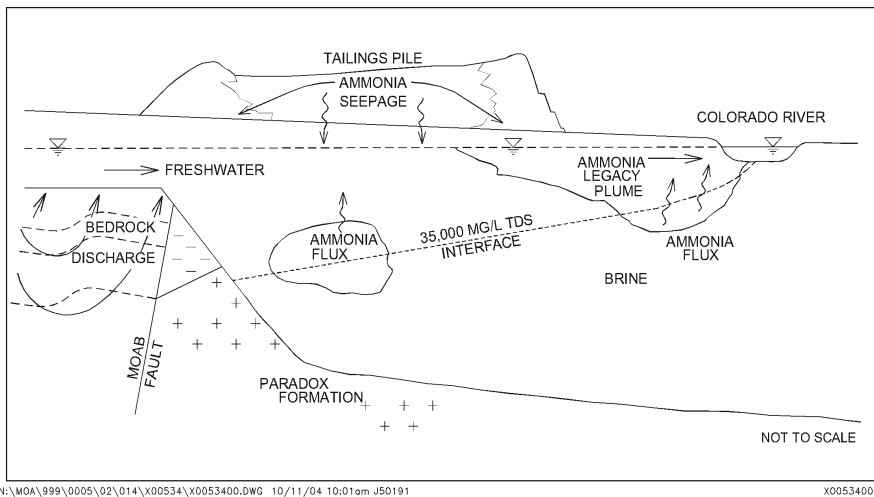 TAILINGS PILE
AMMONIA
SEEPAGE
COLORADO RIVER
FRESHWATER
AMMONIA
LEGACY
PLUME
BEDROCK
DISCHARGE
AMMONIA
FLUX
35,000 MG/L TDS
INTERFACE
AMMONIA
FLUX
BRINE
MOAB
FAULT
PARADOX
FORMATION
NOT TO SCALE
N:\MOA\999\0005\02\014\X00534\X0053400.DWG 10/11/04 10:01am J50191
X0053400